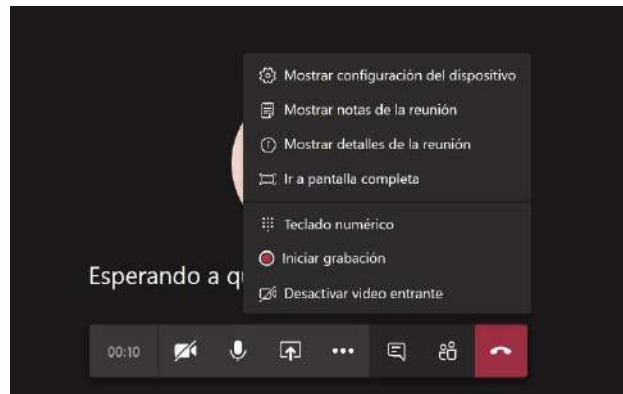 Mostrar configuración del dispositivo
Mostrar notas de la reunión
Mostrar detalles de la reunión
Ir a pantalla completa
Teclado numérico
Iniciar grabación
Esperando a
Desactivar video entrante
00:10